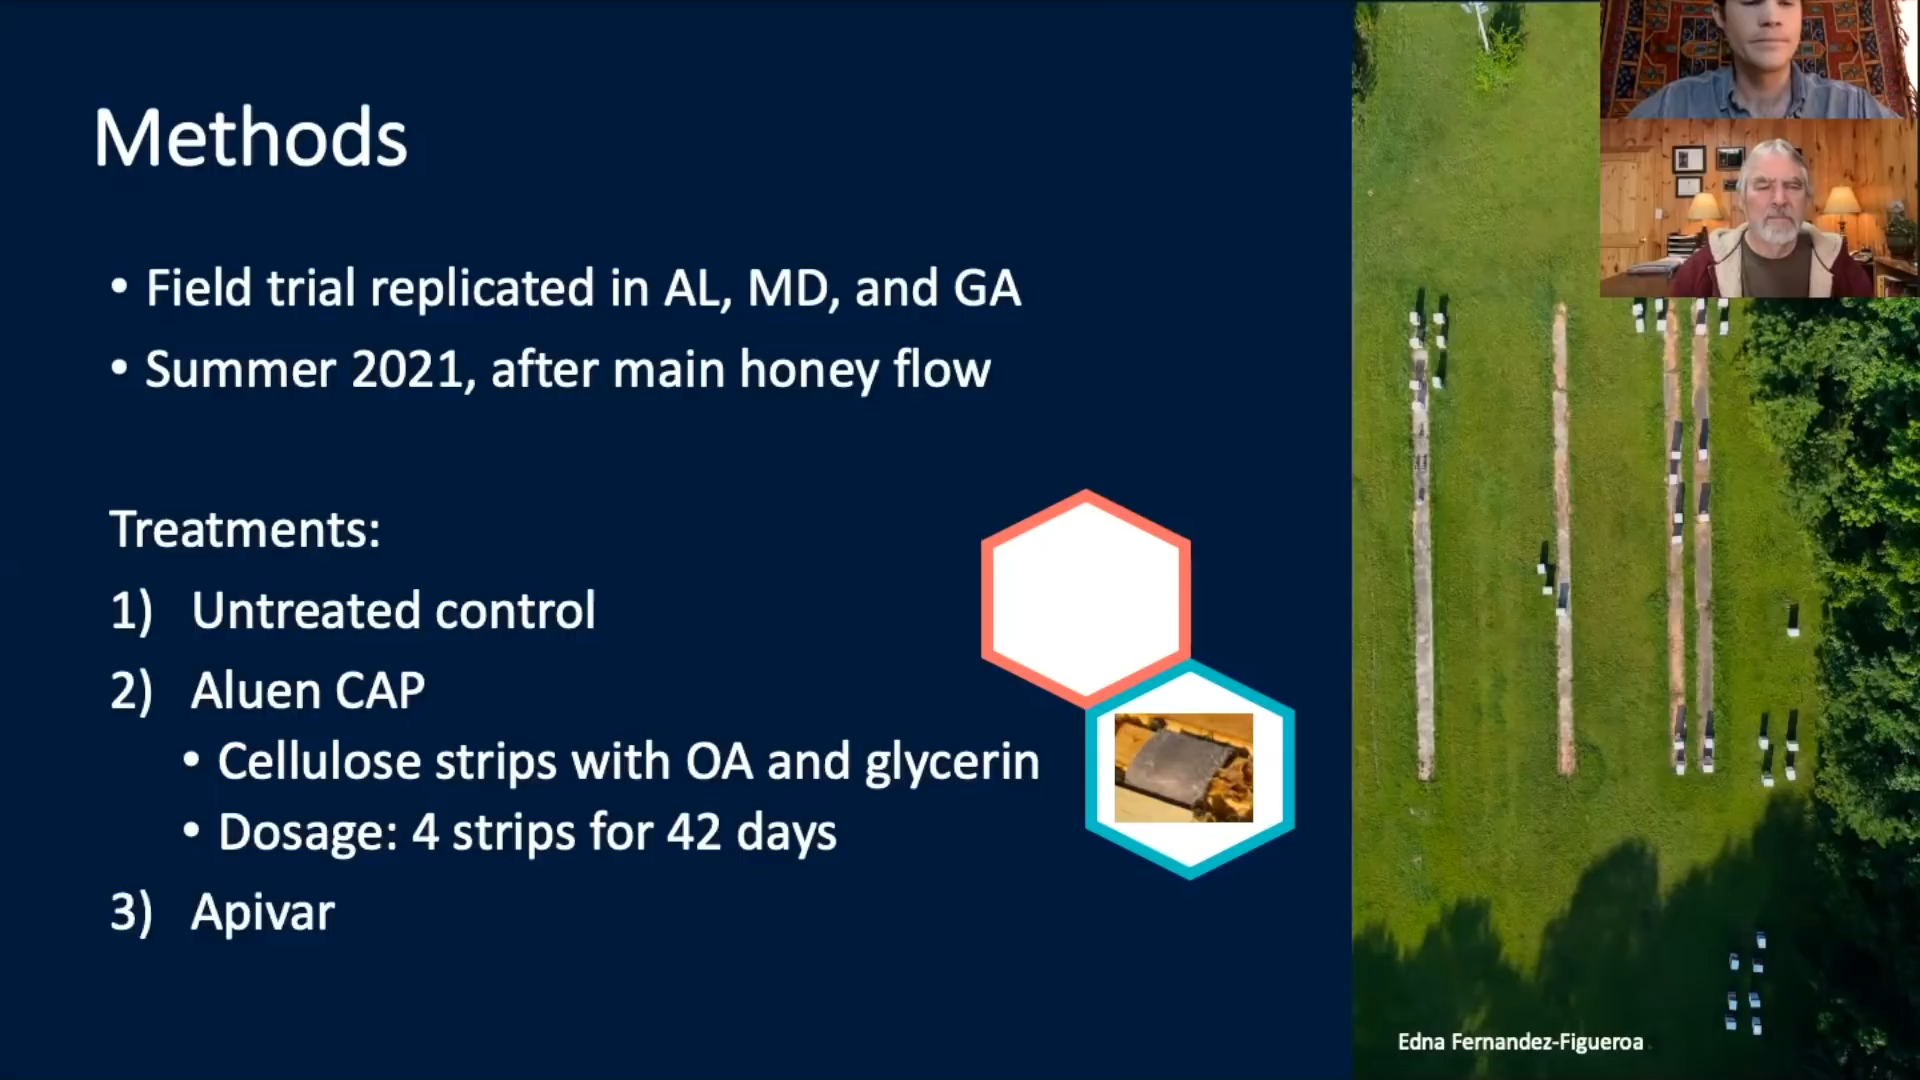 Methods
• Field trial replicated in AL, MD, and GA
• Summer 2021, after main honey flow
Treatments:
1) Untreated control
2) Aluen CAP
• Cellulose strips with OA and glycerin
• Dosage: 4 strips for 42 days
3) Apivar
Edna Fernandez-Figueroa